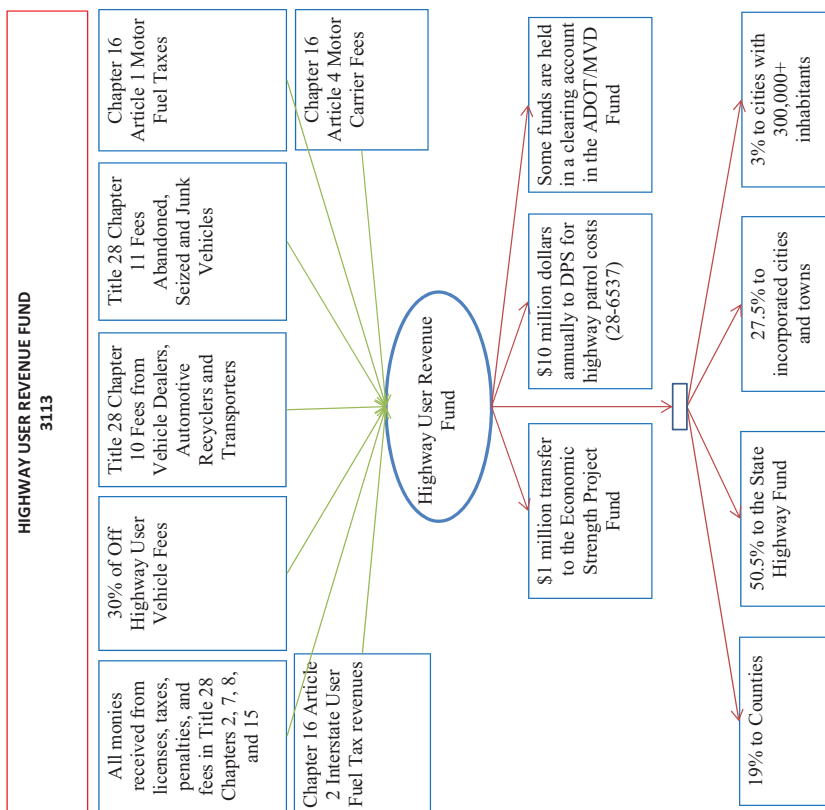 HIGHWAY USER REVENUE FUND
3113
All monies
received from
licenses, taxes,
penalties, and
fees in Title 28
Chapters 2, 7, 8,
and 15
30% of Off
Highway User
Vehicle Fees
Title 28 Chapter
10 Fees from
Vehicle Dealers,
Automotive
Recyclers and
Transporters
Title 28 Chapter
11 Fees
Abandoned,
Seized and Junk
Vehicles
Chapter 16
Article 1 Motor
Fuel Taxes
Chapter 16 Article
2 Interstate User
Fuel Tax revenues
Chapter 16
Article 4 Motor
Carrier Fees
Highway User Revenue
Fund
$1 million transfer
to the Economic
Strength Project
Fund
$10 million dollars
annually to DPS for
highway patrol costs
(28-6537)
Some funds are held
in a clearing account
in the ADOT/MVD
Fund
19% to Counties
50.5% to the State
Highway Fund
27.5% to
incorporated cities
and towns
3% to cities with
300,000+
inhabitants